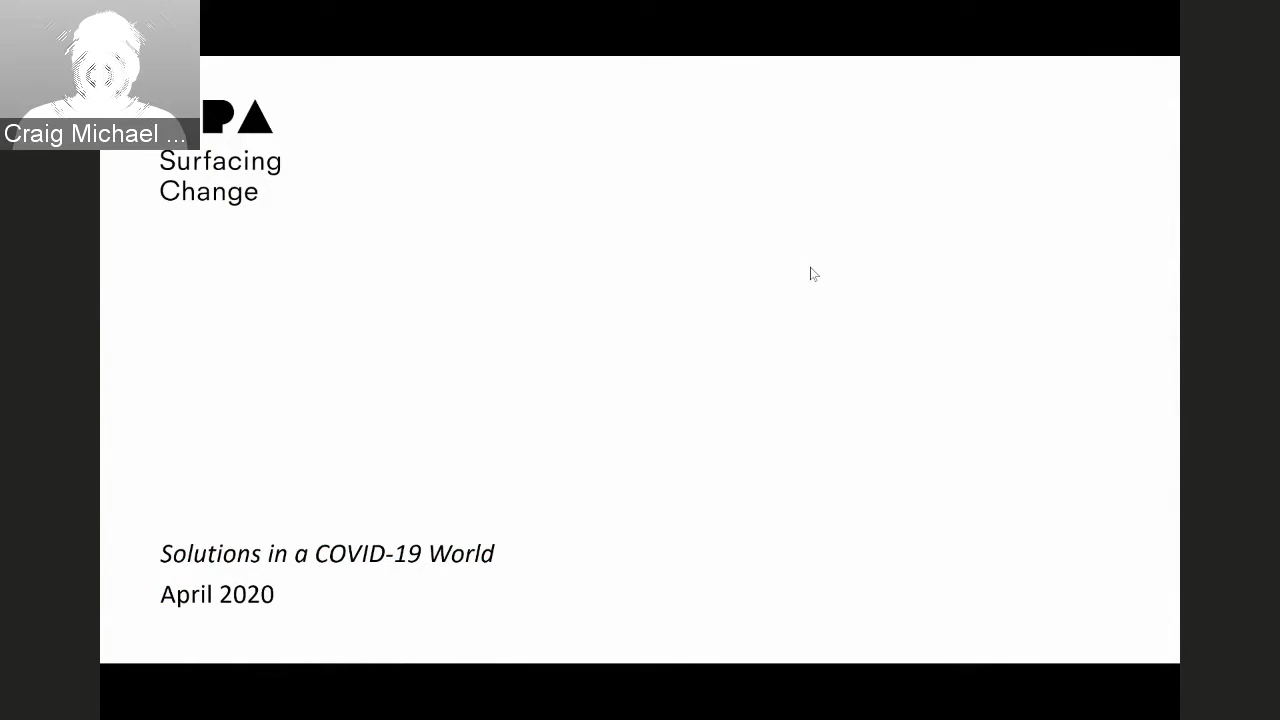 Craig Michael ...
PA
Surfacing
Change
Solutions in a COVID-19 World
April 2020